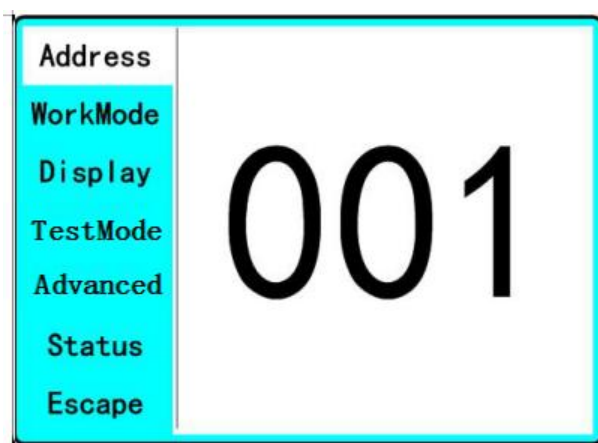 Address
WorkMode
Display
TestMode
Advanced
Status
Escape
001